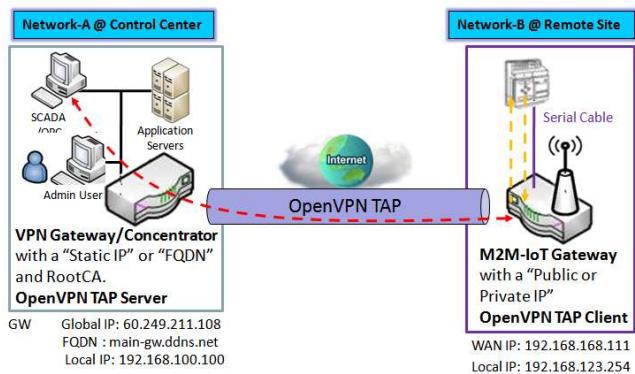 Network-A @ Control Center
Network-B @ Remote Site
SCADA
/OPC
Application
Servers
Admin User
Serial Cable
Internet
OpenVPN TAP
VPN Gateway/Concentrator
with a “Static IP” or “FQDN”
and RootCA.
OpenVPN TAP Server
M2M-IoT Gateway
with a “Public or
Private IP”
OpenVPN TAP Client
GW Global IP: 60.249.211.108
FQDN : main-gw.ddns.net
Local IP: 192.168.100.100
WAN IP: 192.168.168.111
Local IP: 192.168.123.254